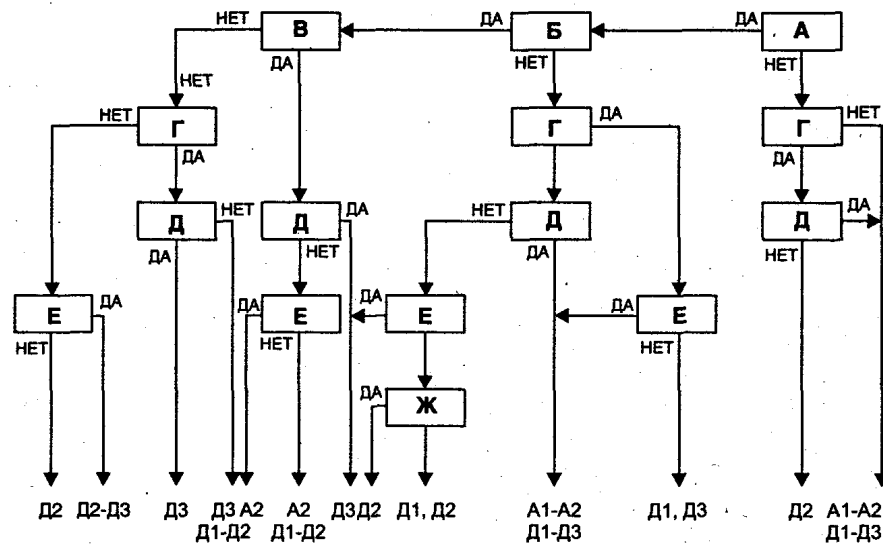 НЕТ В ДА Б ДА А
НЕТ ДА НЕТ НЕТ
НЕТ Г Г ДА Г НЕТ
ДА ДА
Д НЕТ Д ДА НЕТ Д Д ДА
ДА НЕТ ДА НЕТ
Е ДА ДА Е ДА Е ДА Е
НЕТ НЕТ НЕТ
ДА Ж
Д2 Д2-Д3 Д3 Д3 А2 А2 Д3 Д2 Д1, Д2 А1-А2 Д1, Д3 Д2 А1-А2
Д1-Д2 Д1-Д2 Д1-Д3 Д1-Д3